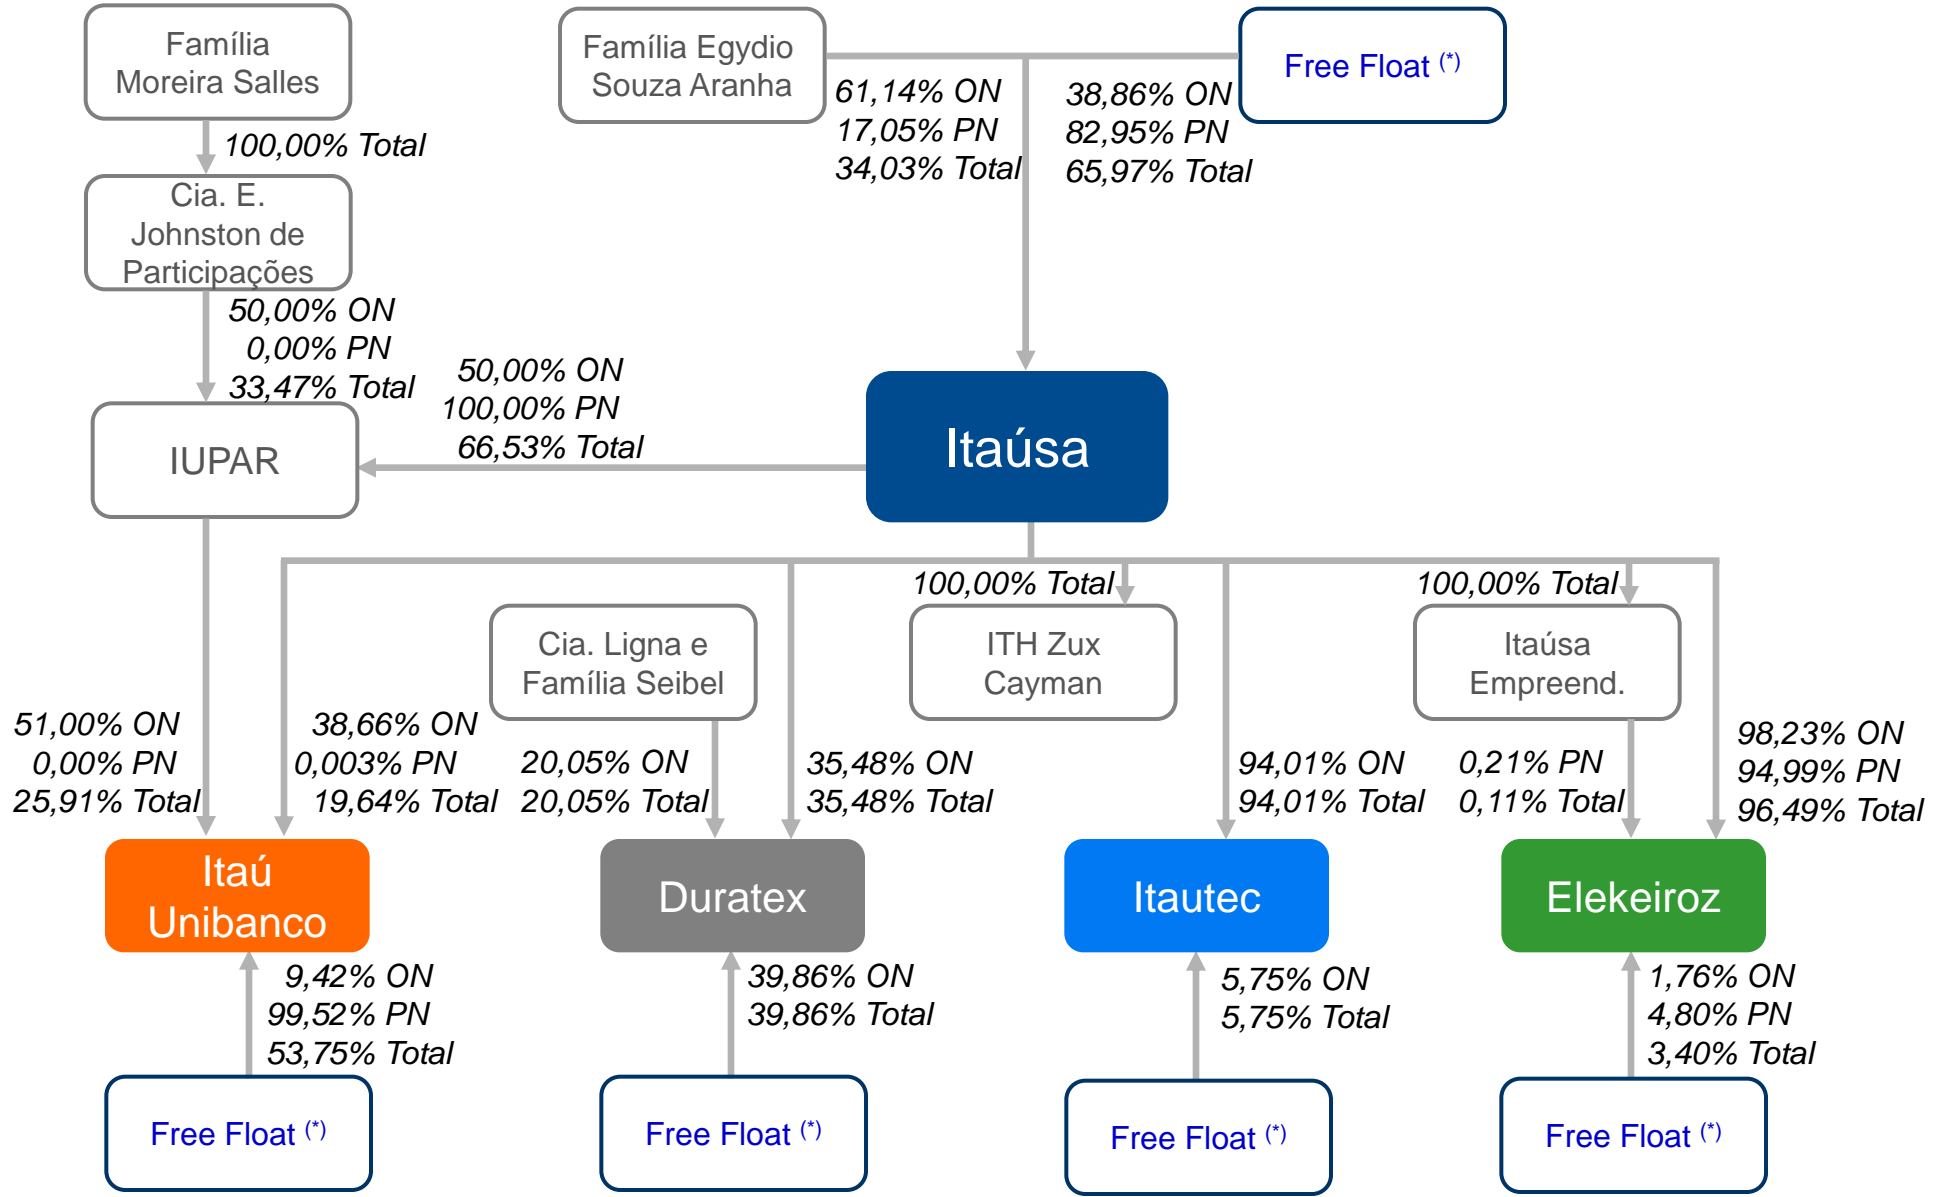 Família
Moreira Salles
Família Egydio
Souza Aranha
Free Float (*)
61,14% ON
17,05% PN
34,03% Total
38,86% ON
82,95% PN
65,97% Total
100,00% Total
Cia. E.
Johnston de
Participações
50,00% ON
0,00% PN
33,47% Total
50,00% ON
100,00% PN
66,53% Total
IUPAR
Itaúsa
100,00% Total
100,00% Total
Cia. Ligna e
Família Seibel
ITH Zux
Cayman
Itaúsa
Empreend.
51,00% ON
0,00% PN
25,91% Total
38,66% ON
0,003% PN
19,64% Total
20,05% ON
20,05% Total
35,48% ON
35,48% Total
94,01% ON
94,01% Total
0,21% PN
0,11% Total
98,23% ON
94,99% PN
96,49% Total
Itaú
Unibanco
Duratex
Itautec
Elekeiroz
9,42% ON
99,52% PN
53,75% Total
39,86% ON
39,86% Total
5,75% ON
5,75% Total
1,76% ON
4,80% PN
3,40% Total
Free Float (*)
Free Float (*)
Free Float (*)
Free Float (*)